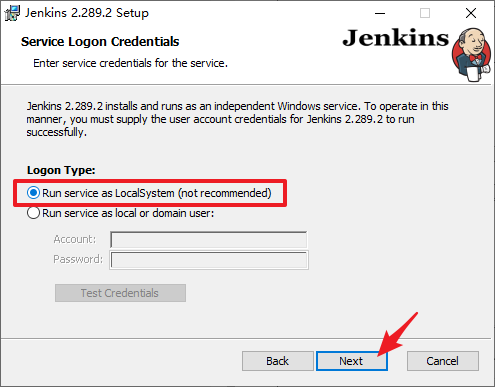 Jenkins 2.289.2 Setup
Service Logon Credentials
Enter service credentials for the service.
Jenkins
Jenkins 2.289.2 installs and runs as an independent Windows service. To operate in this
manner, you must supply the user account credentials for Jenkins 2.289.2 to run
successfully.
Logon Type:
Run service as LocalSystem (not recommended)
Run service as local or domain user:
Account:
Password:
Test Credentials
Back
Next
Cancel